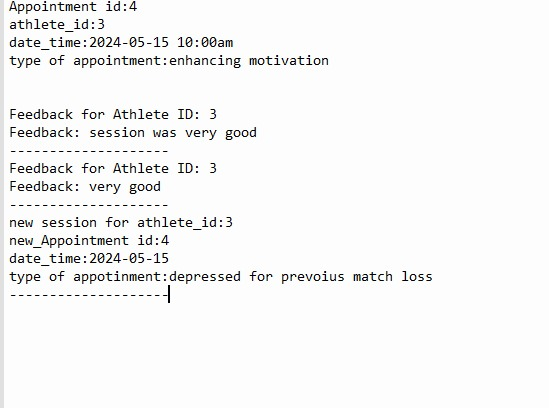 Appointment id:4
athlete_id:3
date_time:2024-05-15 10:00am
type of appointment:enhancing motivation
Feedback for Athlete ID: 3
Feedback: session was very good
--------------------
Feedback for Athlete ID: 3
Feedback: very good
--------------------
new session for athlete_id:3
new_Appointment id:4
date_time:2024-05-15
type of appotinment:depressed for prevoius match loss
--------------------